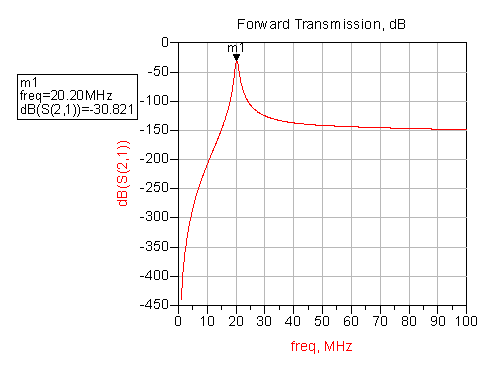 Forward Transmission, dB
m1
m1
freq=20.20MHz
dB(S(2,1))=-30.821
dB(S(2,1))
0
-50
-100
-150
-200
-250
-300
-350
-400
-450
0 10 20 30 40 50 60 70 80 90 100
freq, MHz